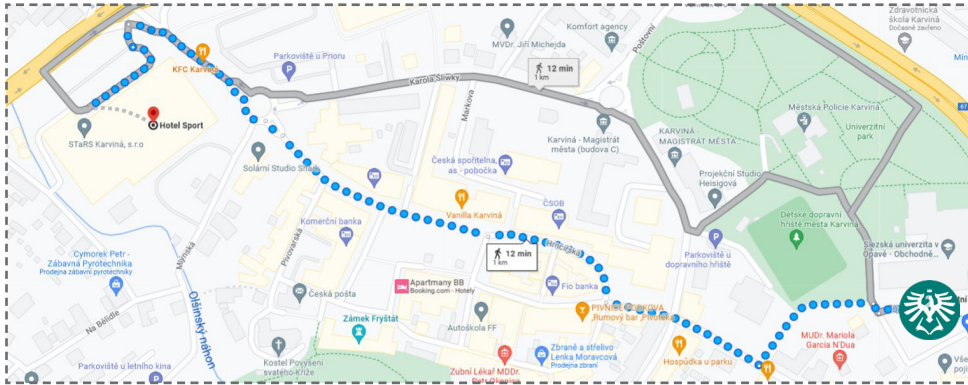 Zdravotnická
škola Karviná
Dočasně zavřeno
Komfort agency
MVDr. Jiří Michejda
Poštovní
KFC Karviná
Parkoviště u Prioru
Karola Śliwky
12 min
1 km
Markova
Hotel Sport
STaRS Karviná, s.r.o
Karviná - Magistrát
města (budova C)
KARVINÁ
MAGISTRÁT MĚSTA
Městská Policie Karviná
Univerzitní
park
67
Min
Solární Studio
Česká spořitelna,
as - pobočka
Projekční Studio
Heisigová
Vanilla Karviná
ČSOB
Komerční banka
Dětské dopravní
hřiště města Karviná
Mlýnská
Pivovarská
12 min
1 km
Hrnčířská
Parkoviště u
dopravního hřiště
Slezská univerzita v
Opavě - Obchodně...
Cymorek Petr -
Zábavná Pyrotechnika
Prodejna zábavní pyrotechniky
Olšinský náhon
Apartmany BB
Booking.com - Hotely
Fio banka
Česká pošta
Na Bělidle
Zámek Fryštát
Autoškola FF
Rumový bar
MUDr. Mariola
Garcia N'Dua
Kostel Povýšení
svatého Kříže
Zbraně a střelivo
Lenka Moravcová
Prodejna zbraní
Hospůdka u parku
Parkoviště u letního kina
Zubní Lékař MDDr.